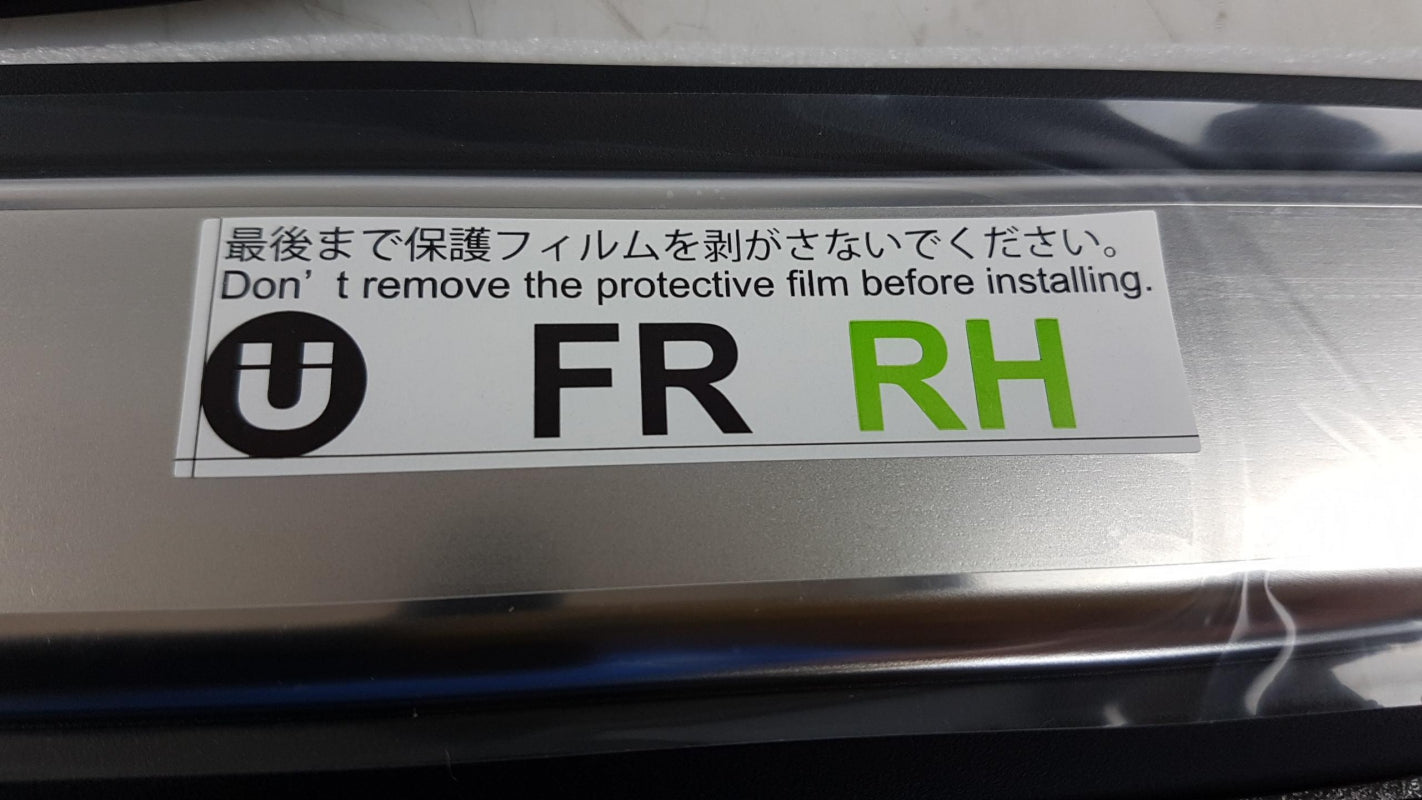 最後まで保護フィルムを剥がさないでください。
Don't remove the protective film before installing.
U FR RH